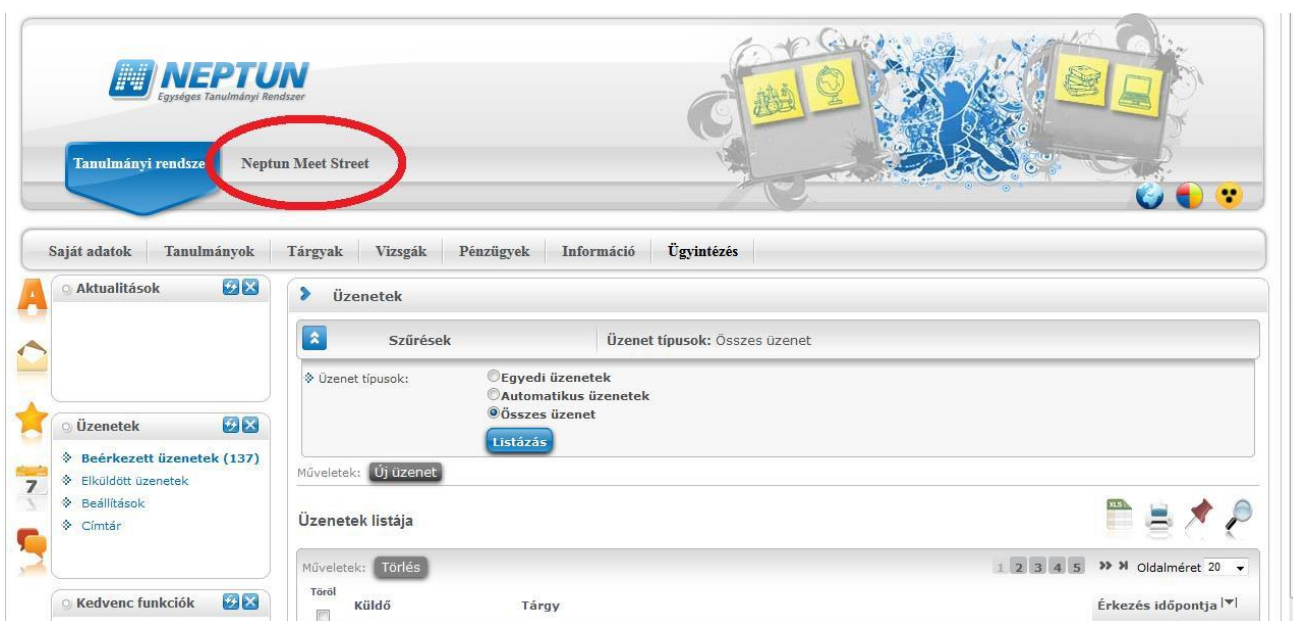 NEPTUN
Egységes Tanulmányi Rendszer
Tanulmányi rendsze
Neptun Meet Street
Saját adatok Tanulmányok Tárgyak Vizsgák Pénzügyek Információ Ügyintézés
Aktualitások
Üzenetek
Beérkezett üzenetek (137)
Elküldött üzenetek
Beállítások
Címtár
Kedvenc funkciók
A
7
Üzenetek
Szűrések Üzenet típusok: Összes üzenet
Üzenet típusok: Egyedi üzenetek
Automatikus üzenetek
Összes üzenet
Listázás
Műveletek: Új üzenet
Üzenetek listája
XLS
Műveletek: Törlés 1 2 3 4 5 Oldalméret 20
Töröl
Küldő Tárgy Érkezés időpontja